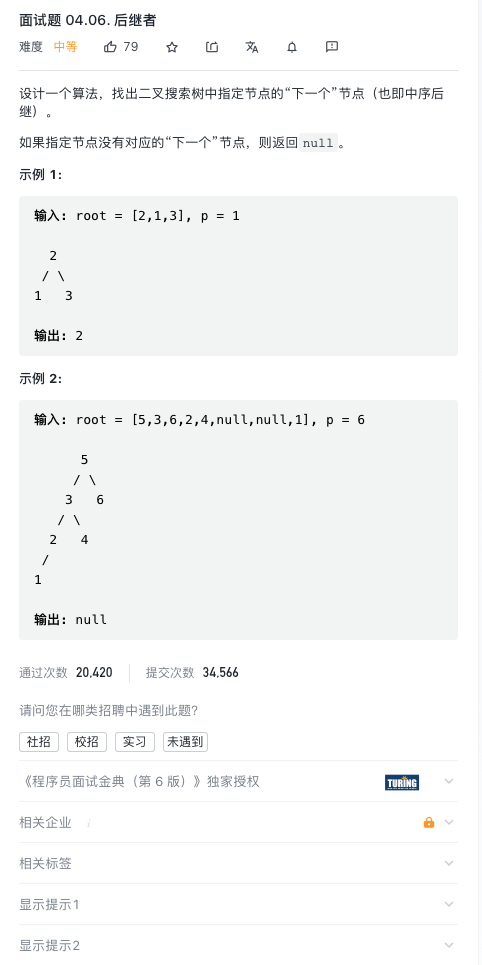 面试题 04.06. 后继者
难度 中等 79
设计一个算法，找出二叉搜索树中指定节点的“下一个”节点（也即中序后
继）。
如果指定节点没有对应的“下一个”节点，则返回 null 。
示例 1:
输入: root = [2,1,3], p = 1
2
/ \
1   3
输出: 2
示例 2:
输入: root = [5,3,6,2,4,null,null,1], p = 6
5
/ \
3   6
/ \
2   4
/
1
输出: null
通过次数 20,420 提交次数 34,566
请问您在哪类招聘中遇到此题?
社招 校招 实习 未遇到
《程序员面试金典（第 6 版）》独家授权 TURING
相关企业 i
相关标签
显示提示1
显示提示2